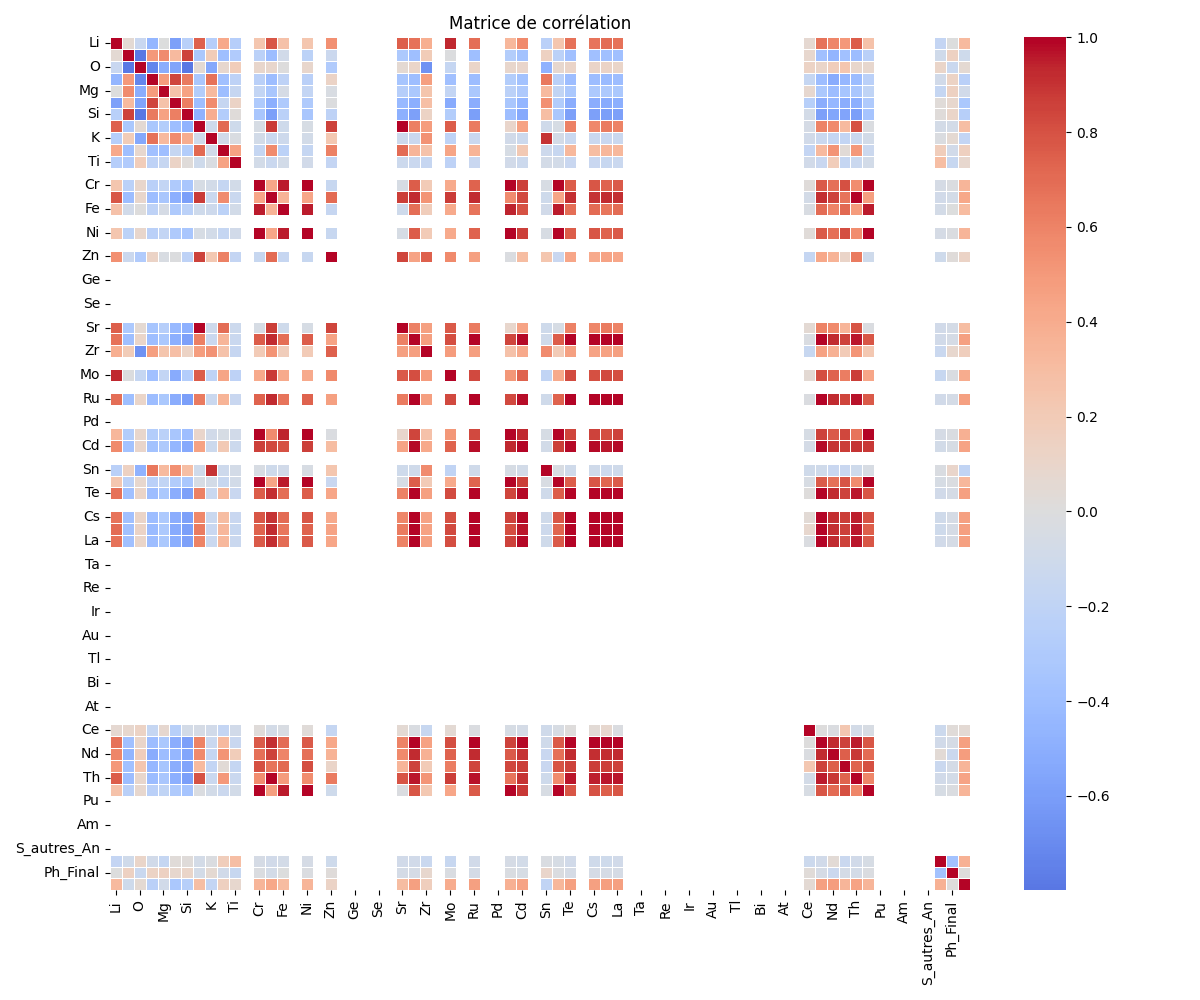 Matrice de corrélation
Li
O
Mg
Si
K
Ti
Cr
Fe
Ni
Zn
Ge
Se
Sr
Zr
Mo
Ru
Pd
Cd
Sn
Te
Cs
La
Ta
Re
Ir
Au
Tl
Bi
At
Ce
Nd
Th
Pu
Am
S_autres_An
Ph_Final
Li O Mg Si K Ti Cr Fe Ni Zn Ge Se Sr Zr Mo Ru Pd Cd Sn Te Cs La Ta Re Ir Au Tl Bi At Ce Nd Th Pu Am S_autres_An Ph_Final
1.0
0.8
0.6
0.4
0.2
0.0
−0.2
−0.4
−0.6